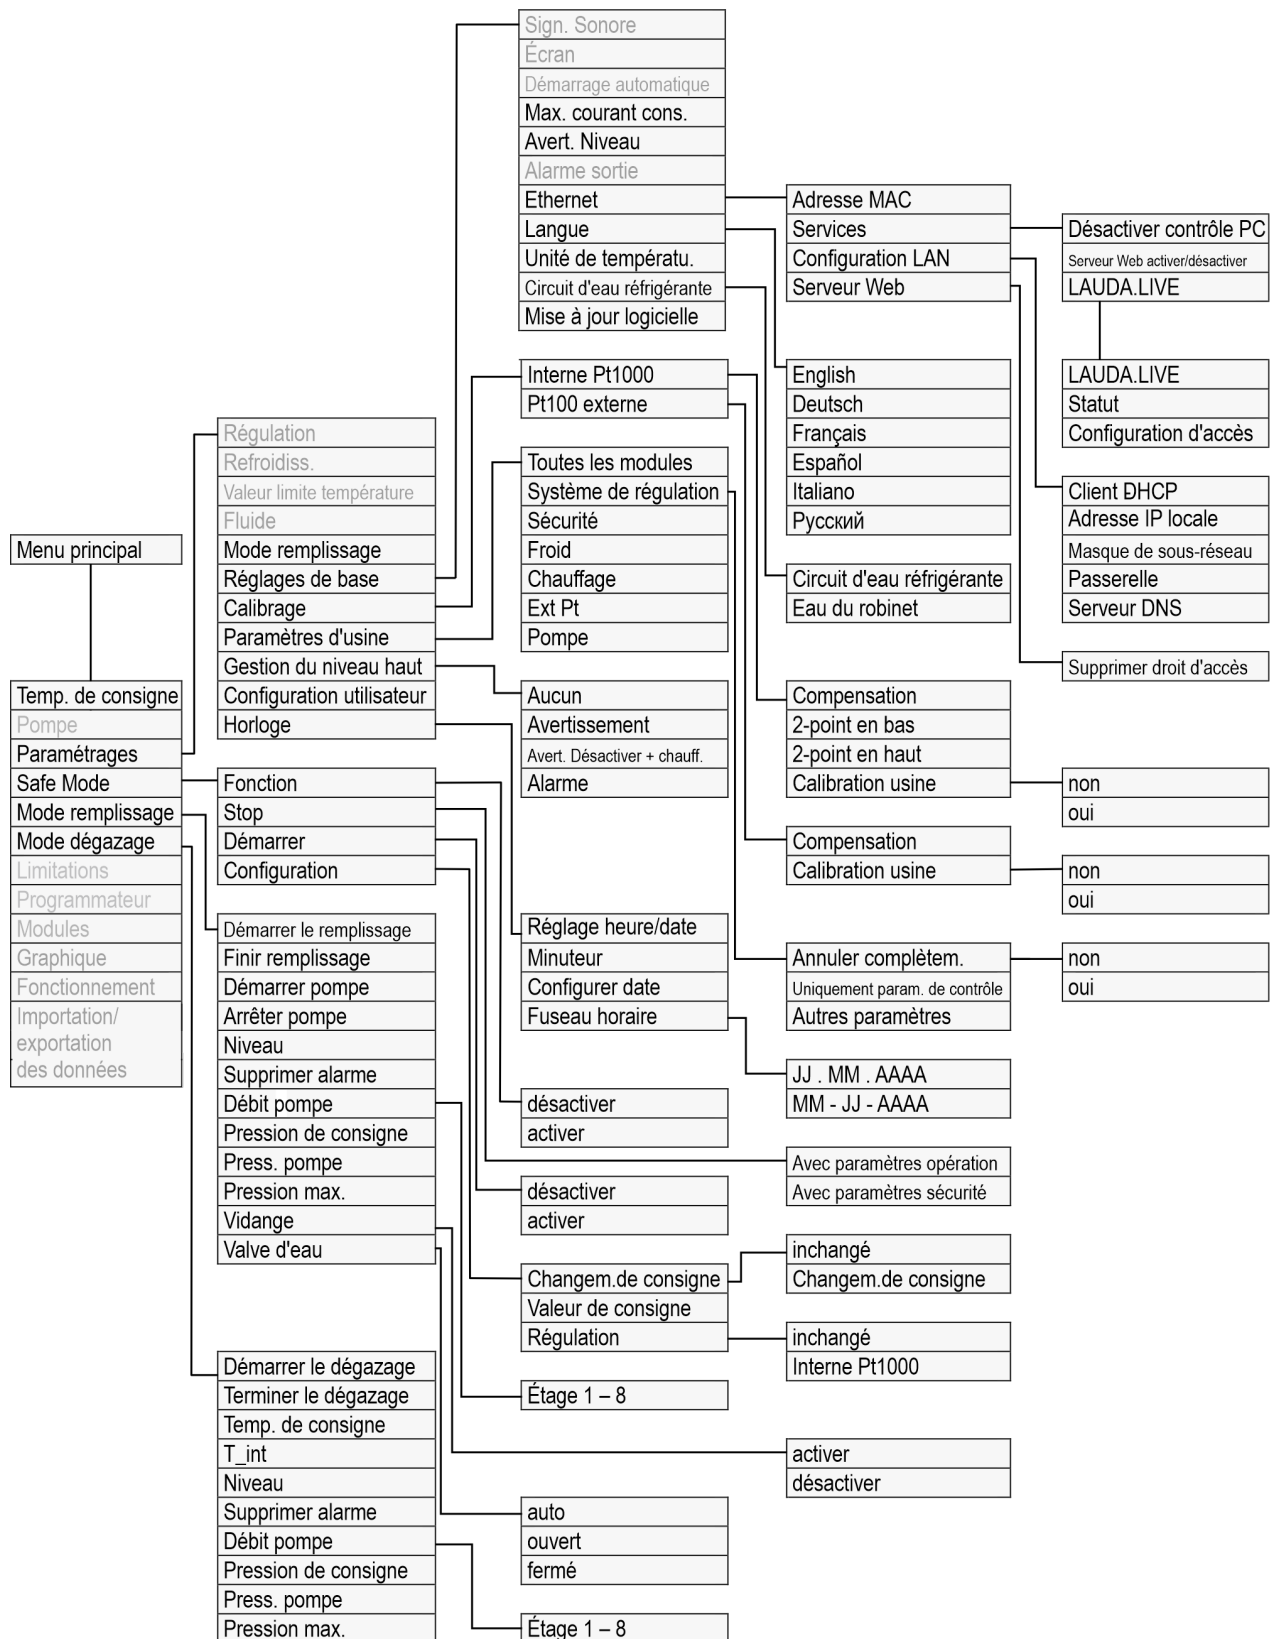 Sign. Sonore
Écran
Démarrage automatique
Max. courant cons.
Avert. Niveau
Alarme sortie
Ethernet
Langue
Unité de températu.
Circuit d'eau réfrigérante
Mise à jour logicielle
Adresse MAC
Services
Configuration LAN
Serveur Web
Désactiver contrôle PC
Serveur Web activer/désactiver
LAUDA.LIVE
LAUDA.LIVE
Statut
Configuration d'accès
Interne Pt1000
Pt100 externe
English
Deutsch
Français
Español
Italiano
Русский
Client DHCP
Adresse IP locale
Masque de sous-réseau
Passerelle
Serveur DNS
Régulation
Refroidiss.
Valeur limite température
Fluide
Mode remplissage
Réglages de base
Calibrage
Paramètres d'usine
Gestion du niveau haut
Configuration utilisateur
Horloge
Toutes les modules
Système de régulation
Sécurité
Froid
Chauffage
Ext Pt
Pompe
Circuit d'eau réfrigérante
Eau du robinet
Supprimer droit d'accès
Menu principal
Temp. de consigne
Pompe
Paramétrages
Safe Mode
Mode remplissage
Mode dégazage
Limitations
Programmateur
Modules
Graphique
Fonctionnement
Importation/
exportation
des données
Aucun
Avertissement
Avert. Désactiver + chauff.
Alarme
Compensation
2-point en bas
2-point en haut
Calibration usine
non
oui
Fonction
Stop
Démarrer
Configuration
Compensation
Calibration usine
non
oui
Démarrer le remplissage
Finir remplissage
Démarrer pompe
Arrêter pompe
Niveau
Supprimer alarme
Débit pompe
Pression de consigne
Press. pompe
Pression max.
Vidange
Valve d'eau
Réglage heure/date
Minuteur
Configurer date
Fuseau horaire
Annuler complètem.
Uniquement param. de contrôle
Autres paramètres
non
oui
JJ . MM . AAAA
MM - JJ - AAAA
désactiver
activer
Avec paramètres opération
Avec paramètres sécurité
désactiver
activer
Changem.de consigne
Valeur de consigne
Régulation
inchangé
Changem.de consigne
inchangé
Interne Pt1000
Démarrer le dégazage
Terminer le dégazage
Temp. de consigne
T_int
Niveau
Supprimer alarme
Débit pompe
Pression de consigne
Press. pompe
Pression max.
Étage 1 – 8
activer
désactiver
auto
ouvert
fermé
Étage 1 – 8